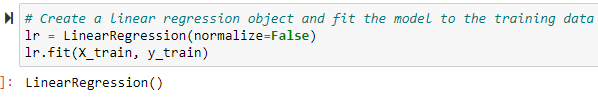 # Create a linear regression object and fit the model to the training data
lr = LinearRegression(normalize=False)
lr.fit(X_train, y_train)
]: LinearRegression()